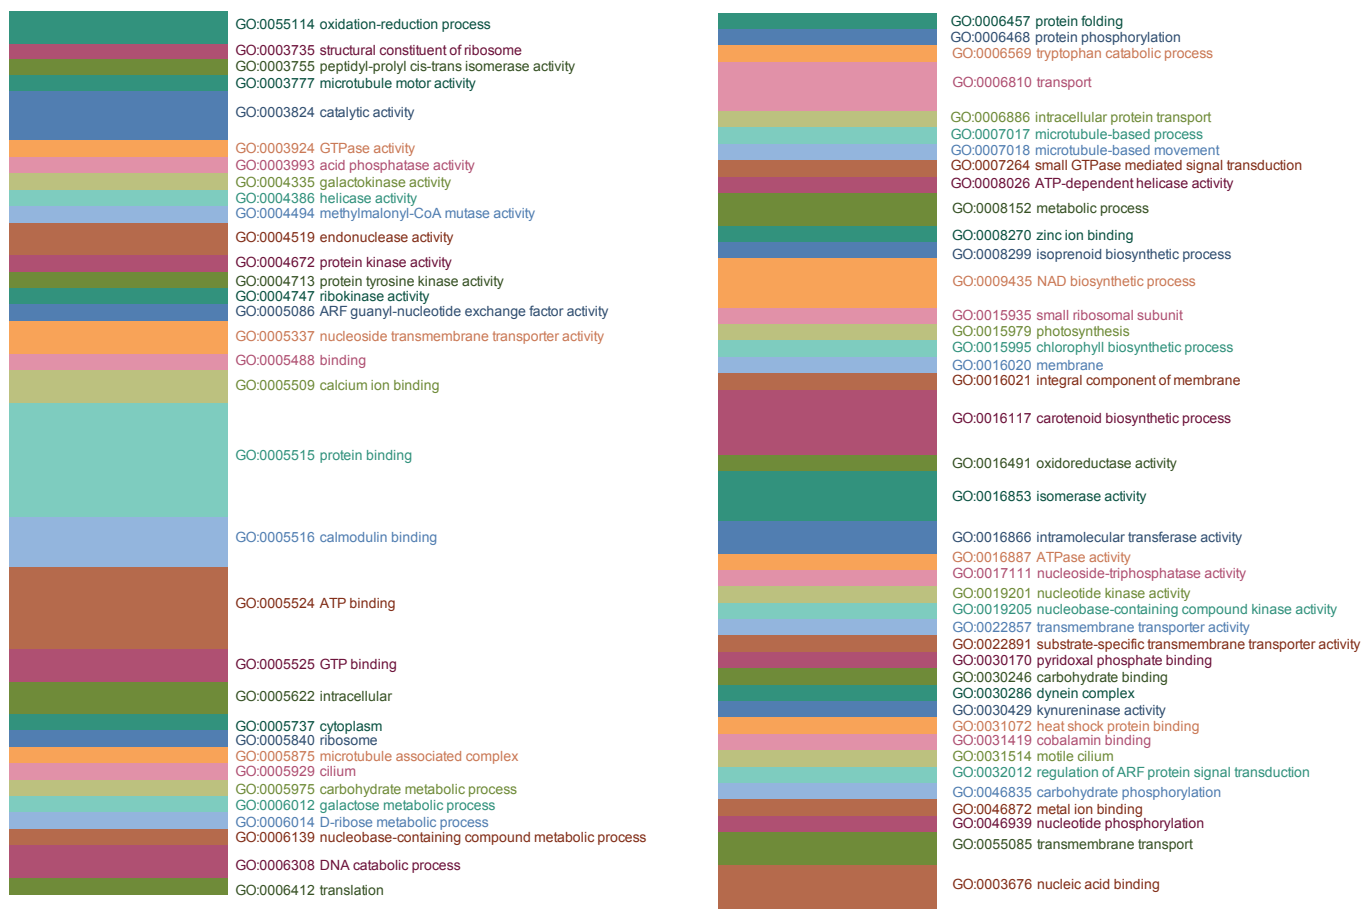 GO:0055114 oxidation-reduction process
GO:0003735 structural constituent of ribosome
GO:0003755 peptidyl-prolyl cis-trans isomerase activity
GO:0003777 microtubule motor activity
GO:0003824 catalytic activity
GO:0003924 GTPase activity
GO:0003993 acid phosphatase activity
GO:0004335 galactokinase activity
GO:0004386 helicase activity
GO:0004494 methylmalonyl-CoA mutase activity
GO:0004519 endonuclease activity
GO:0004672 protein kinase activity
GO:0004713 protein tyrosine kinase activity
GO:0004747 ribokinase activity
GO:0005086 ARF guanyl-nucleotide exchange factor activity
GO:0005337 nucleoside transmembrane transporter activity
GO:0005488 binding
GO:0005509 calcium ion binding
GO:0005515 protein binding
GO:0005516 calmodulin binding
GO:0005524 ATP binding
GO:0005525 GTP binding
GO:0005622 intracellular
GO:0005737 cytoplasm
GO:0005840 ribosome
GO:0005875 microtubule associated complex
GO:0005929 cilium
GO:0005975 carbohydrate metabolic process
GO:0006012 galactose metabolic process
GO:0006014 D-ribose metabolic process
GO:0006139 nucleobase-containing compound metabolic process
GO:0006308 DNA catabolic process
GO:0006412 translation
GO:0006457 protein folding
GO:0006468 protein phosphorylation
GO:0006569 tryptophan catabolic process
GO:0006810 transport
GO:0006886 intracellular protein transport
GO:0007017 microtubule-based process
GO:0007018 microtubule-based movement
GO:0007264 small GTPase mediated signal transduction
GO:0008026 ATP-dependent helicase activity
GO:0008152 metabolic process
GO:0008270 zinc ion binding
GO:0008299 isoprenoid biosynthetic process
GO:0009435 NAD biosynthetic process
GO:0015935 small ribosomal subunit
GO:0015979 photosynthesis
GO:0015995 chlorophyll biosynthetic process
GO:0016020 membrane
GO:0016021 integral component of membrane
GO:0016117 carotenoid biosynthetic process
GO:0016491 oxidoreductase activity
GO:0016853 isomerase activity
GO:0016866 intramolecular transferase activity
GO:0016887 ATPase activity
GO:0017111 nucleoside-triphosphatase activity
GO:0019201 nucleotide kinase activity
GO:0019205 nucleobase-containing compound kinase activity
GO:0022857 transmembrane transporter activity
GO:0022891 substrate-specific transmembrane transporter activity
GO:0030170 pyridoxal phosphate binding
GO:0030246 carbohydrate binding
GO:0030286 dynein complex
GO:0030429 kynureninase activity
GO:0031072 heat shock protein binding
GO:0031419 cobalamin binding
GO:0031514 motile cilium
GO:0032012 regulation of ARF protein signal transduction
GO:0046835 carbohydrate phosphorylation
GO:0046872 metal ion binding
GO:0046939 nucleotide phosphorylation
GO:0055085 transmembrane transport
GO:0003676 nucleic acid binding